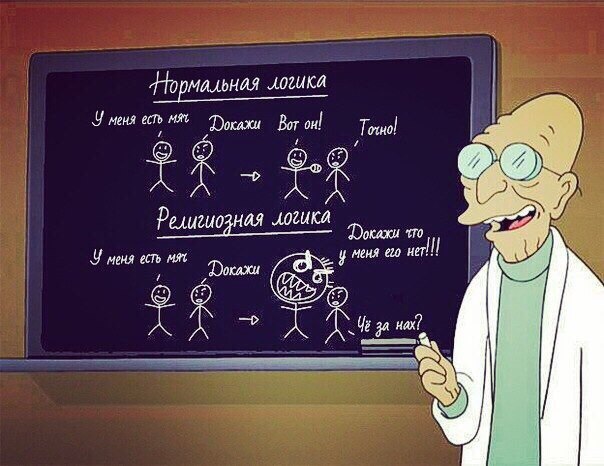 Нормальная логика
У меня есть мяч
Докажи
Вот он!
Точно!
Религиозная логика
У меня есть мяч
Докажи
Докажи что
у меня его нет!!!
Чё за нах?